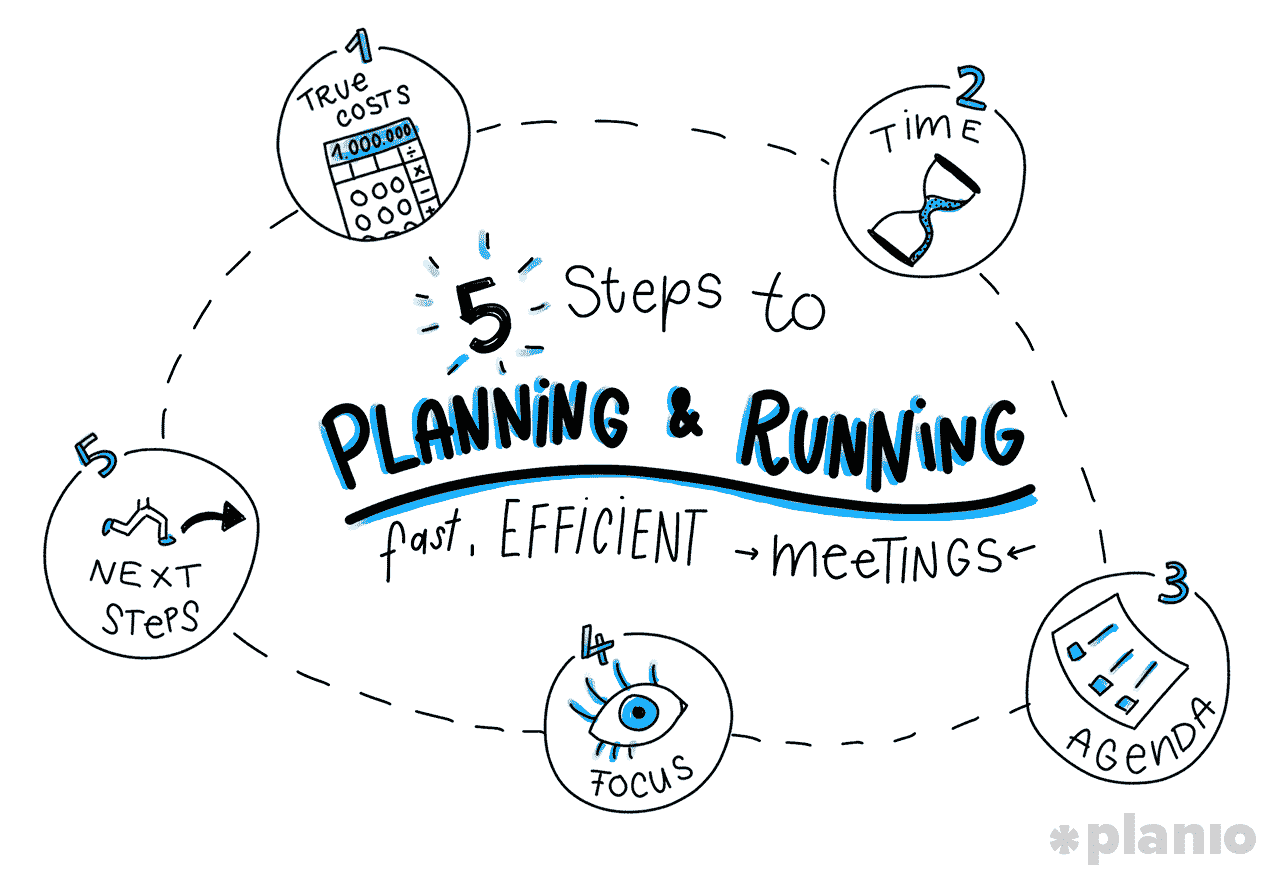 1
TRUE
COSTS
1.000.000
÷
x
-
+
2
TiME
5 Steps to
PLANNiNG & RUNNiNG
fast, EFFiCiENT → meeTiNGS ←
3
AGeNDA
4
FOCUS
5
NEXT
STePS
planio